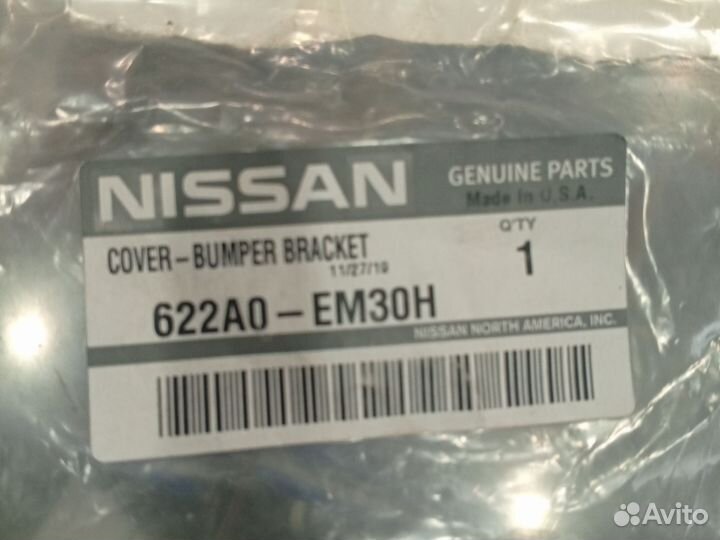 NISSAN
GENUINE PARTS
Made In U.S.A.
COVER-BUMPER BRACKET
11/27/19
Q'TY
1
622A0-EM30H
NISSAN NORTH AMERICA, INC.
Avito